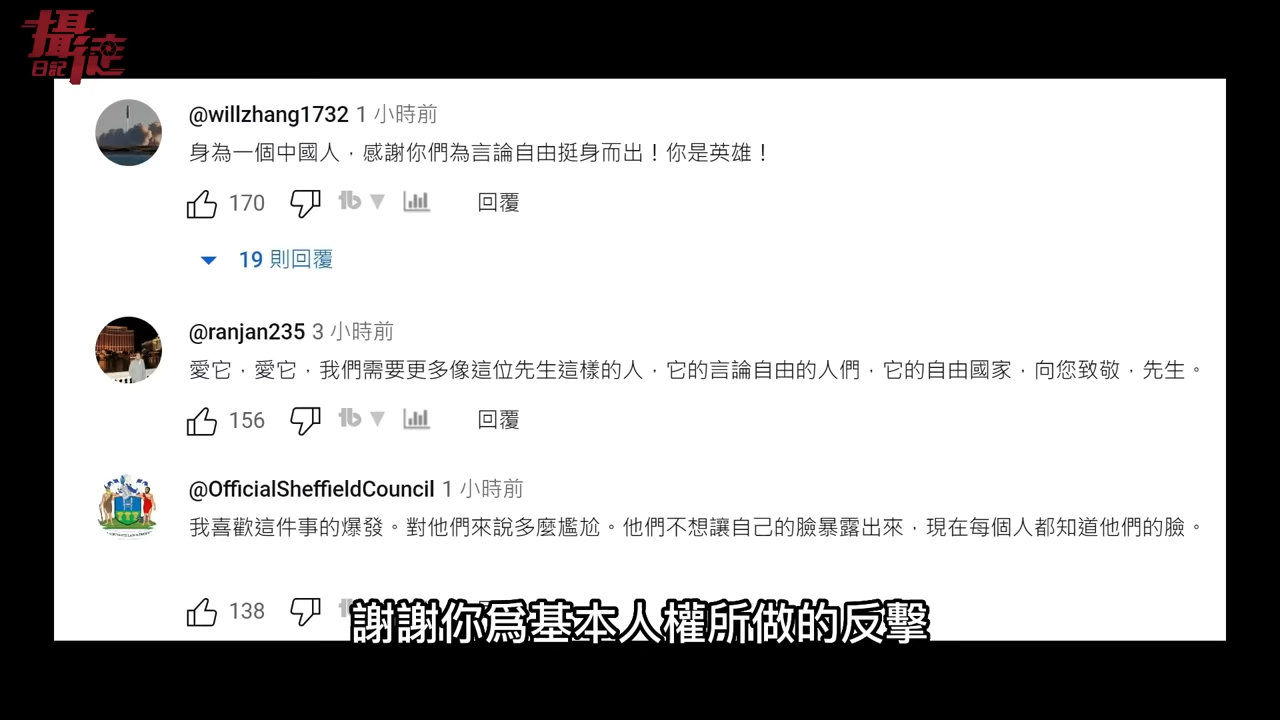 攝徒
日記
@willzhang1732 1 小時前
身為一個中國人，感謝你們為言論自由挺身而出！你是英雄！
170 回覆
19 則回覆
@ranjan235 3 小時前
愛它，愛它，我們需要更多像這位先生這樣的人，它的言論自由的人們，它的自由國家，向您致敬，先生。
156 回覆
@OfficialSheffieldCouncil 1 小時前
我喜歡這件事的爆發。對他們來說多麼尷尬。他們不想讓自己的臉暴露出來，現在每個人都知道他們的臉。
138
謝謝你爲基本人權所做的反擊